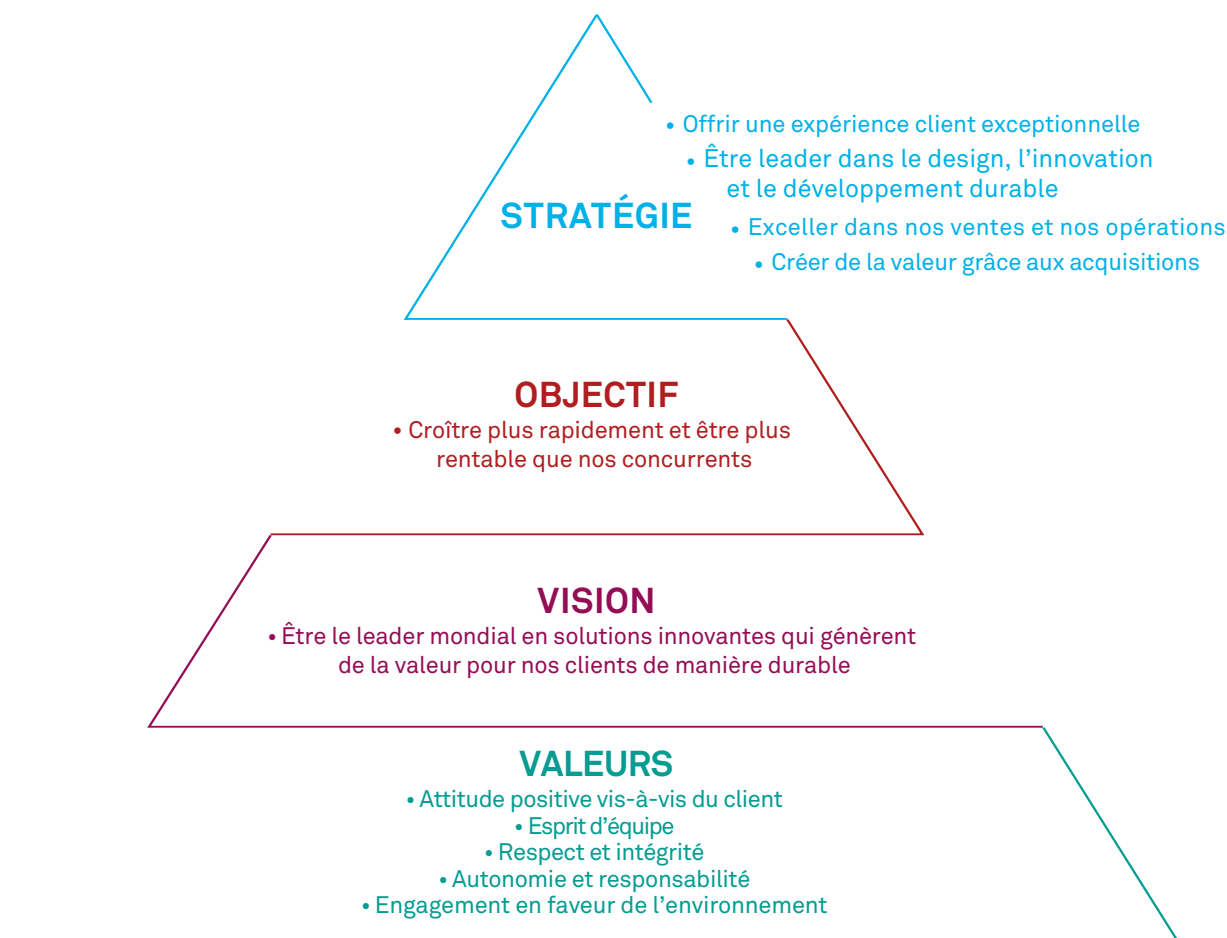 • Offrir une expérience client exceptionnelle
• Être leader dans le design, l’innovation
et le développement durable
STRATÉGIE
• Exceller dans nos ventes et nos opérations
• Créer de la valeur grâce aux acquisitions
OBJECTIF
• Croître plus rapidement et être plus
rentable que nos concurrents
VISION
• Être le leader mondial en solutions innovantes qui génèrent
de la valeur pour nos clients de manière durable
VALEURS
• Attitude positive vis-à-vis du client
• Esprit d’équipe
• Respect et intégrité
• Autonomie et responsabilité
• Engagement en faveur de l’environnement